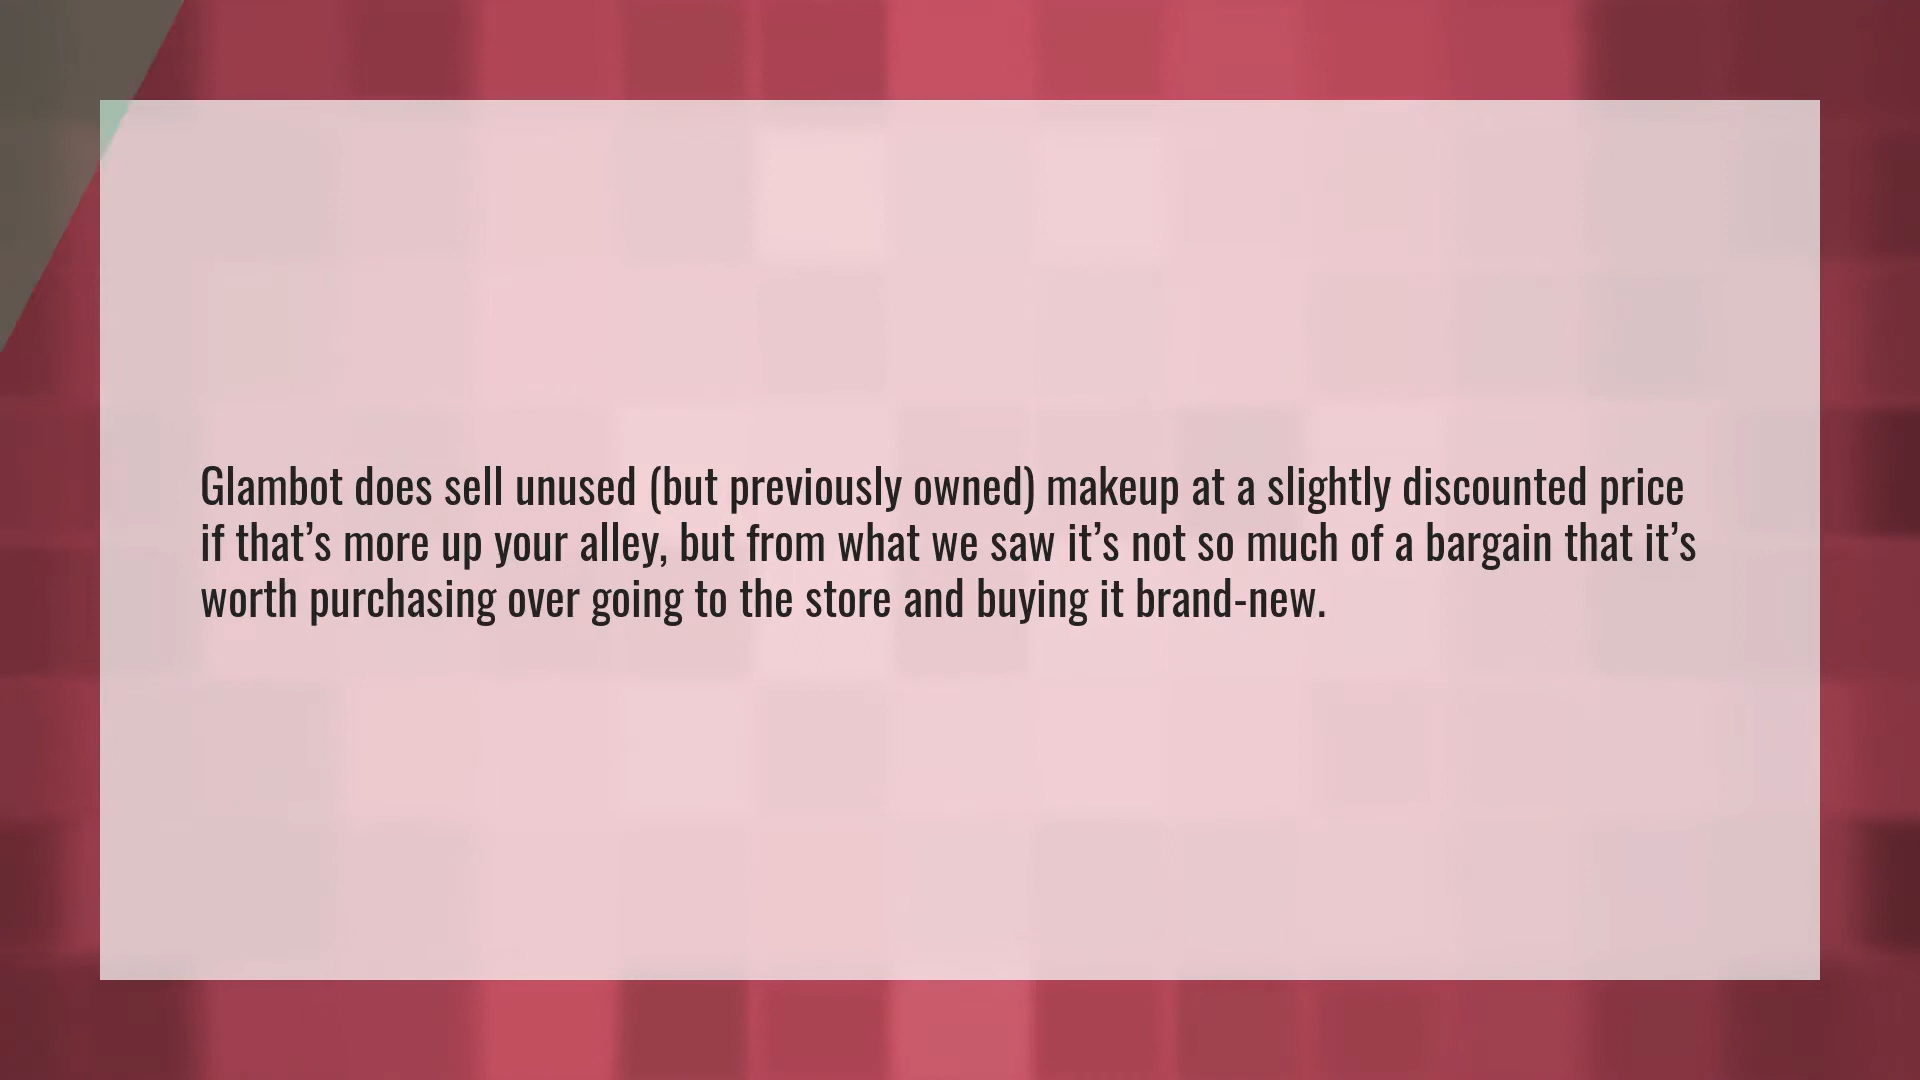 Glambot does sell unused (but previously owned) makeup at a slightly discounted price
if that’s more up your alley, but from what we saw it’s not so much of a bargain that it’s
worth purchasing over going to the store and buying it brand-new.